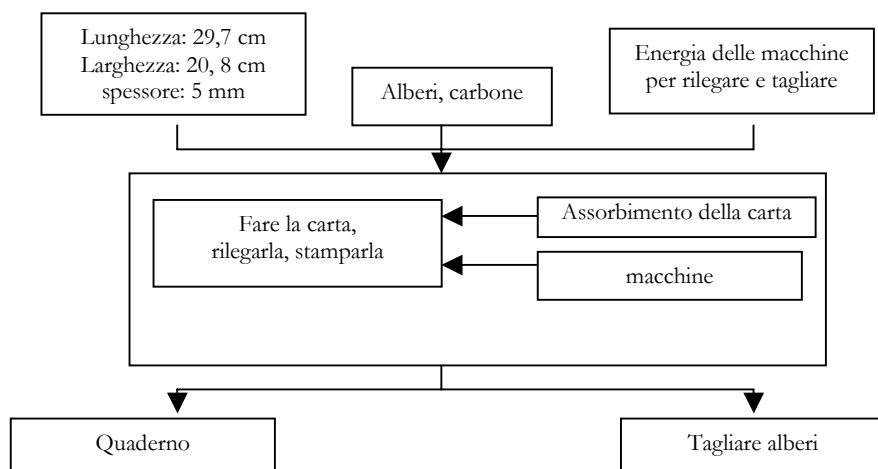 Lunghezza: 29,7 cm
Larghezza: 20, 8 cm
spessore: 5 mm
Alberi, carbone
Energia delle macchine
per rilegare e tagliare
Fare la carta,
rilegarla, stamparla
Assorbimento della carta
macchine
Quaderno
Tagliare alberi